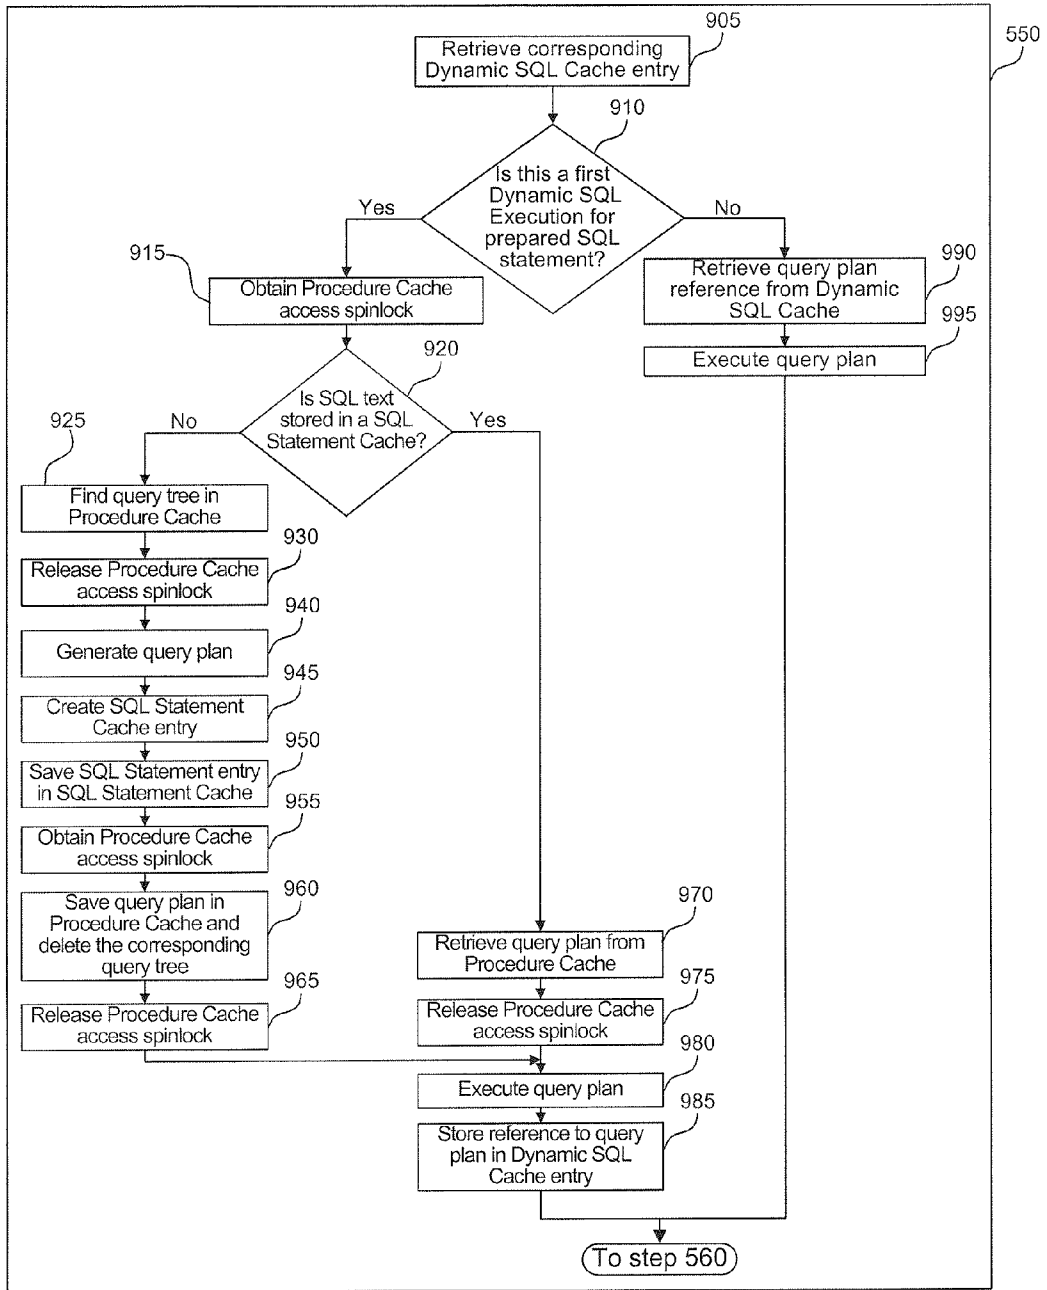 905
550
Retrieve corresponding
Dynamic SQL Cache entry
910
Is this a first
Dynamic SQL
Execution for
prepared SQL
statement?
Yes
No
915
Obtain Procedure Cache
access spinlock
990
Retrieve query plan
reference from Dynamic
SQL Cache
995
Execute query plan
920
Is SQL text
stored in a SQL
Statement Cache?
No
Yes
925
Find query tree in
Procedure Cache
930
Release Procedure Cache
access spinlock
940
Generate query plan
945
Create SQL Statement
Cache entry
950
Save SQL Statement entry
in SQL Statement Cache
955
Obtain Procedure Cache
access spinlock
960
Save query plan in
Procedure Cache and
delete the corresponding
query tree
965
Release Procedure Cache
access spinlock
970
Retrieve query plan from
Procedure Cache
975
Release Procedure Cache
access spinlock
980
Execute query plan
985
Store reference to query
plan in Dynamic SQL
Cache entry
To step 560